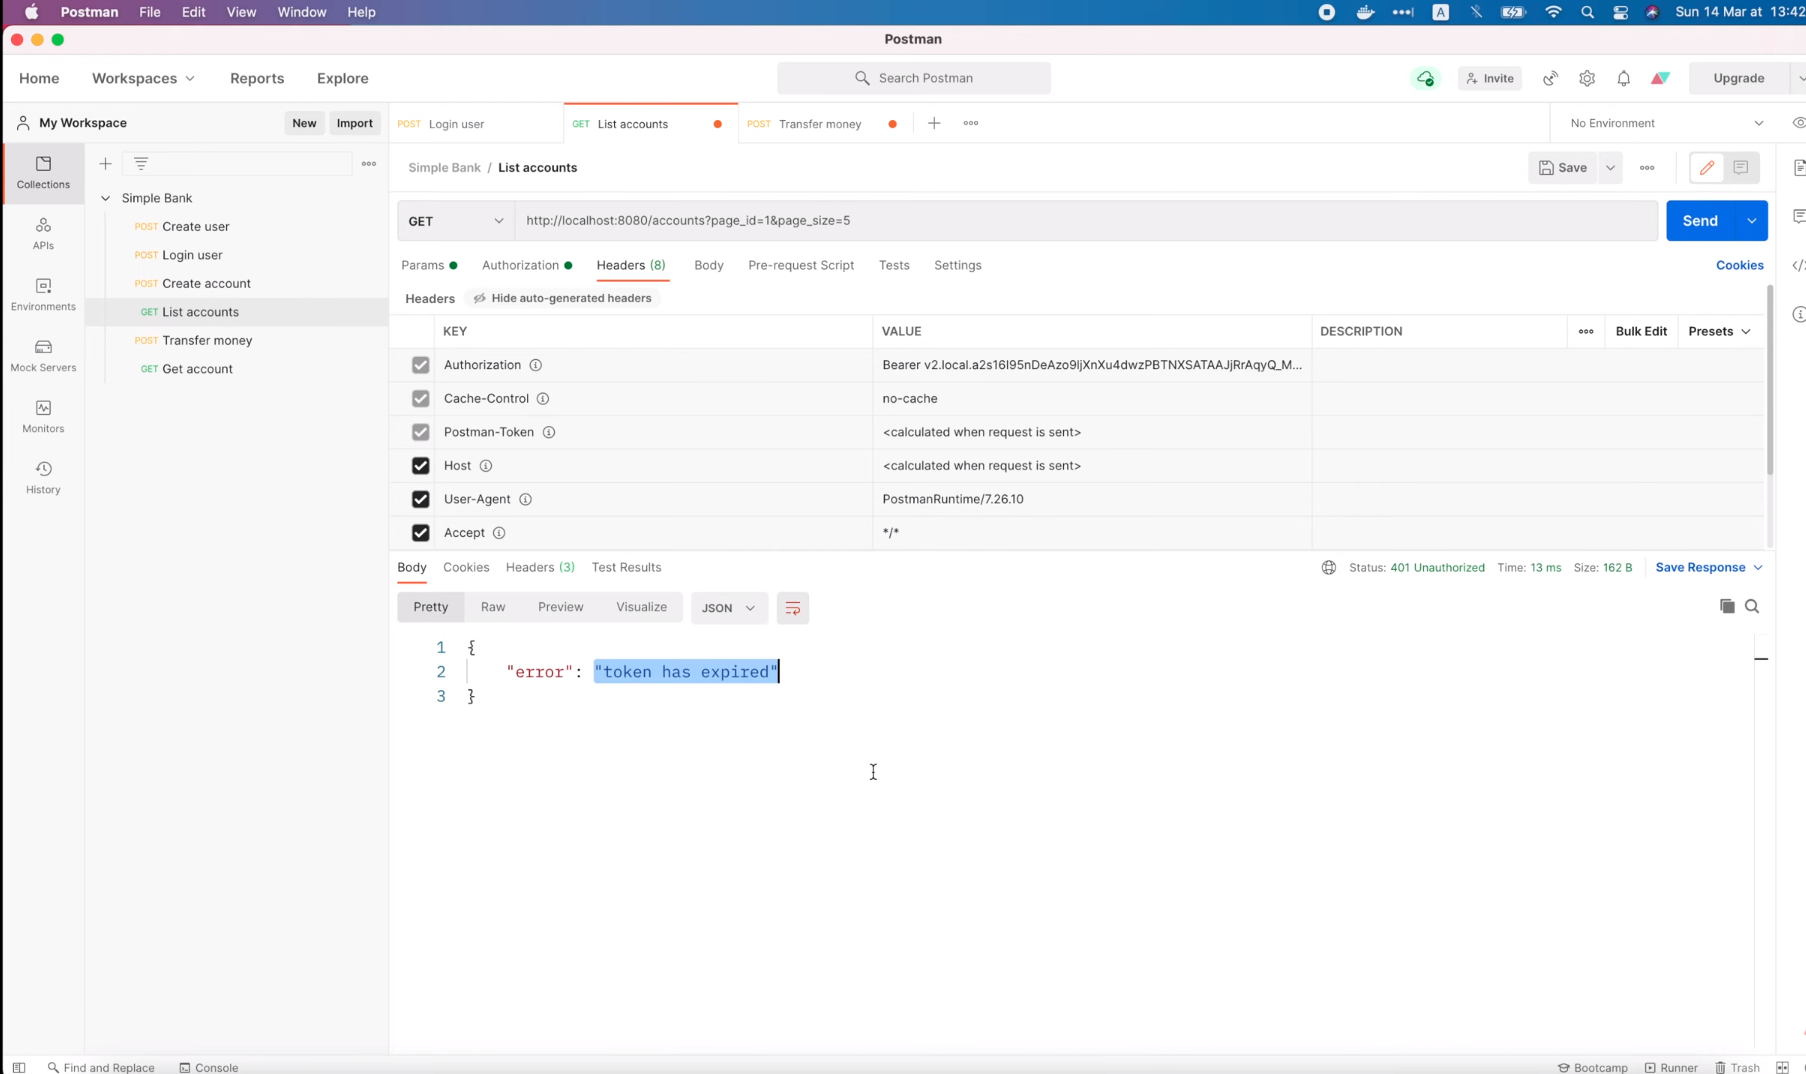 Postman File Edit View Window Help A Sun 14 Mar at 13:42
Postman
Home Workspaces Reports Explore Search Postman Invite Upgrade
My Workspace New Import POST Login user GET List accounts POST Transfer money No Environment
Collections
Simple Bank / List accounts Save
Simple Bank
POST Create user
GET http://localhost:8080/accounts?page_id=1&page_size=5 Send
APIs
POST Login user
Params Authorization Headers (8) Body Pre-request Script Tests Settings Cookies
POST Create account
Headers Hide auto-generated headers
Environments
GET List accounts
KEY VALUE DESCRIPTION Bulk Edit Presets
POST Transfer money
Mock Servers
GET Get account
Authorization Bearer v2.local.a2s16I95nDeAzo9ljXnXu4dwzPBTNXSATAAJjRrAqyQ_M...
Cache-Control no-cache
Monitors
Postman-Token <calculated when request is sent>
Host <calculated when request is sent>
History
User-Agent PostmanRuntime/7.26.10
Accept */*
Body Cookies Headers (3) Test Results Status: 401 Unauthorized Time: 13 ms Size: 162 B Save Response
Pretty Raw Preview Visualize JSON
1 {
2 "error": "token has expired"
3 }
Find and Replace Console Bootcamp Runner Trash